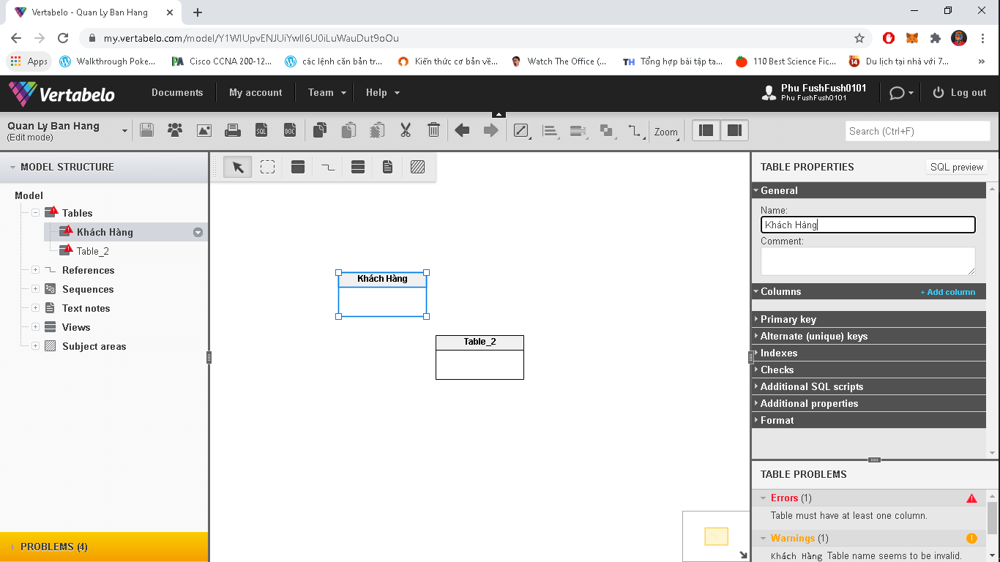 Vertabelo - Quan Ly Ban Hang
my.vertabelo.com/model/Y1WlUpvENJUiYwlI6U0iLuWauDut9oOu
Apps Walkthrough Poke... Cisco CCNA 200-12... các lệnh căn bản tr... Kiến thức cơ bản về... Watch The Office (... TH Tổng hợp bài tập ta... 110 Best Science Fic... Du lịch tại nhà với 7... »
Vertabelo Documents My account Team Help Phu FushFush0101 Log out
Phu FushFush0101
Quan Ly Ban Hang
(Edit mode)
SQL DOC Zoom Search (Ctrl+F)
MODEL STRUCTURE
Model
Tables
Khách Hàng
Table_2
References
Sequences
Text notes
Views
Subject areas
PROBLEMS (4)
Khách Hàng
Table_2
TABLE PROPERTIES SQL preview
General
Name:
Khách Hàng
Comment:
Columns + Add column
Primary key
Alternate (unique) keys
Indexes
Checks
Additional SQL scripts
Additional properties
Format
TABLE PROBLEMS
Errors (1)
Table must have at least one column.
Warnings (1)
Khách Hàng Table name seems to be invalid.